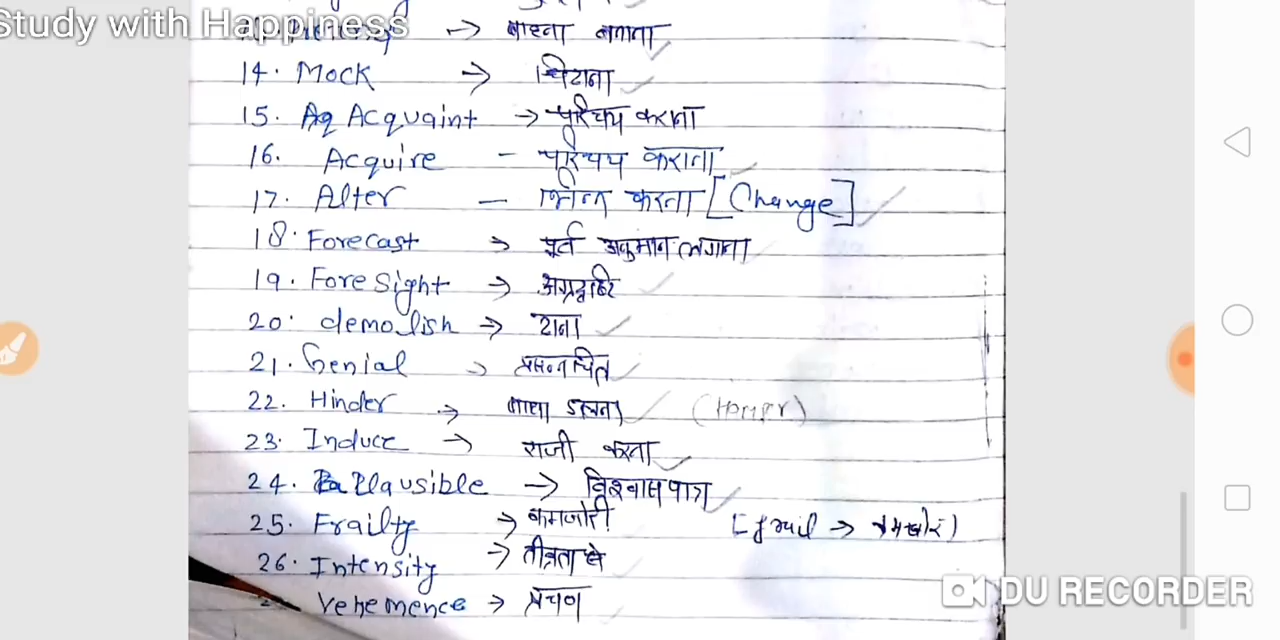 Study with Happiness
14. Mock → चिढाना
15. Acquaint → परिचय कराना
16. Acquire - परिचय कराना
17. Alter - भिन्न करना [Change]
18. Forecast → पूर्व अनुमान लगाना
19. Foresight → अग्रदृष्टि
20. demolish → ढाना
21. Genial → प्रसन्नचित
22. Hinder → बाधा डालना (Hamper)
23. Induce → राजी करना
24. Plausible → विश्वासपात्र
25. Frailty → कमजोरी [frail →
26. Intensity → तीव्रता
Vehemence → प्रचण
DU RECORDER